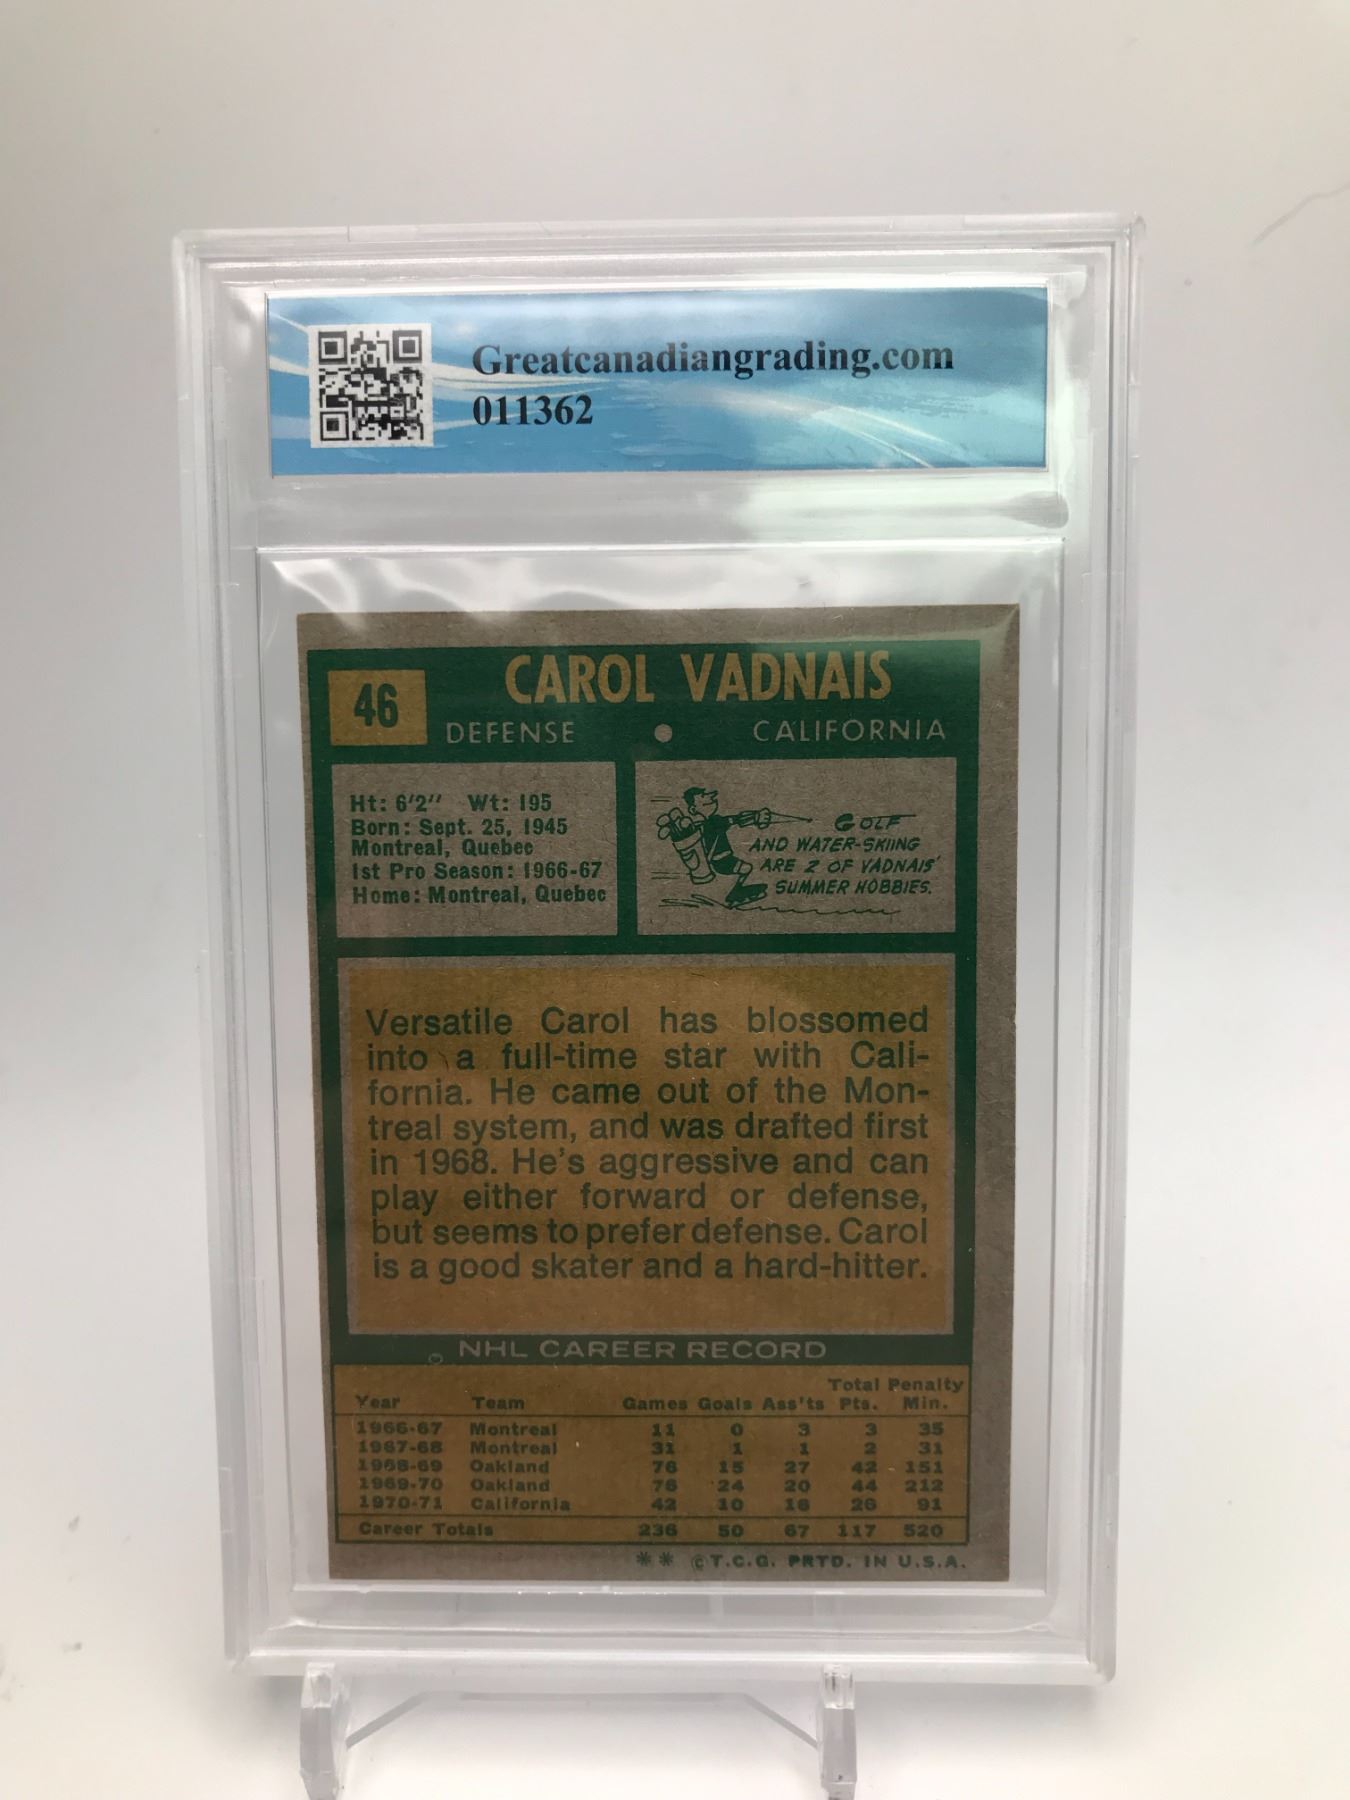 Greatcanadiangrading.com
011362
46
CAROL VADNAIS
DEFENSE • CALIFORNIA
Ht: 6'2" Wt: 195
Born: Sept. 25, 1945
Montreal, Quebec
1st Pro Season: 1966-67
Home: Montreal, Quebec
GOLF
AND WATER-SKIING
ARE 2 OF VADNAIS'
SUMMER HOBBIES.
Versatile Carol has blossomed
into a full-time star with Cali-
fornia. He came out of the Mon-
treal system, and was drafted first
in 1968. He's aggressive and can
play either forward or defense,
but seems to prefer defense. Carol
is a good skater and a hard-hitter.
NHL CAREER RECORD
Total Penalty
Year Team Games Goals Ass'ts Pts. Min.
1966-67 Montreal 11 0 3 3 35
1967-68 Montreal 31 1 1 2 31
1968-69 Oakland 76 15 27 42 151
1969-70 Oakland 76 24 20 44 212
1970-71 California 42 10 16 26 91
Career Totals 236 50 67 117 520
** ©T.C.G. PRTD. IN U.S.A.